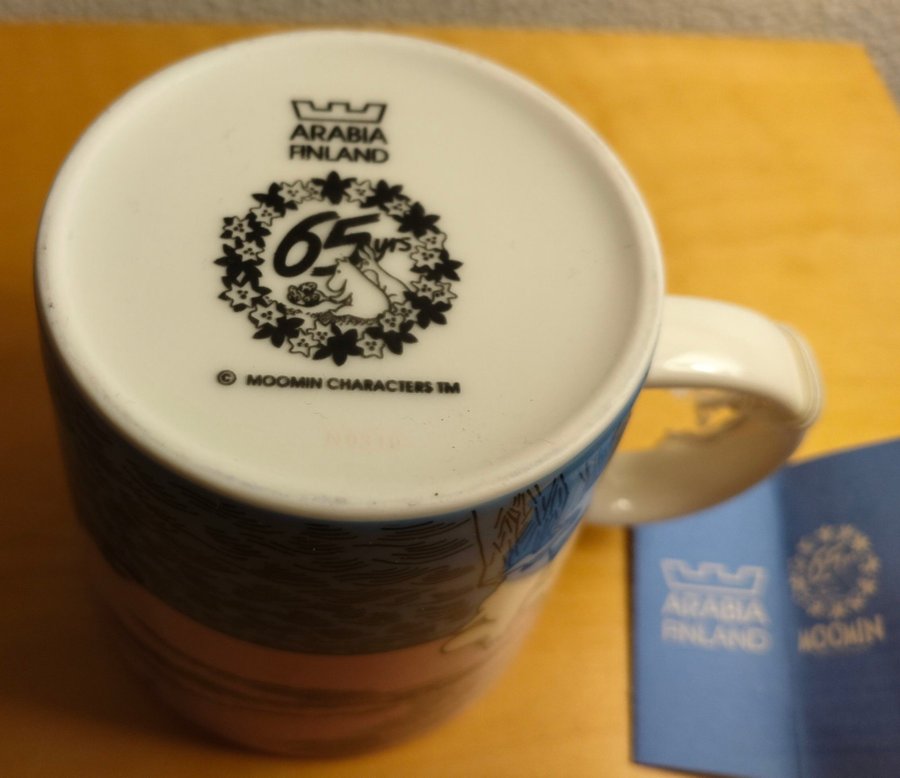 ARABIA
FINLAND
65 yrs
© MOOMIN CHARACTERS TM
ARABIA
FINLAND
65
MOOMIN